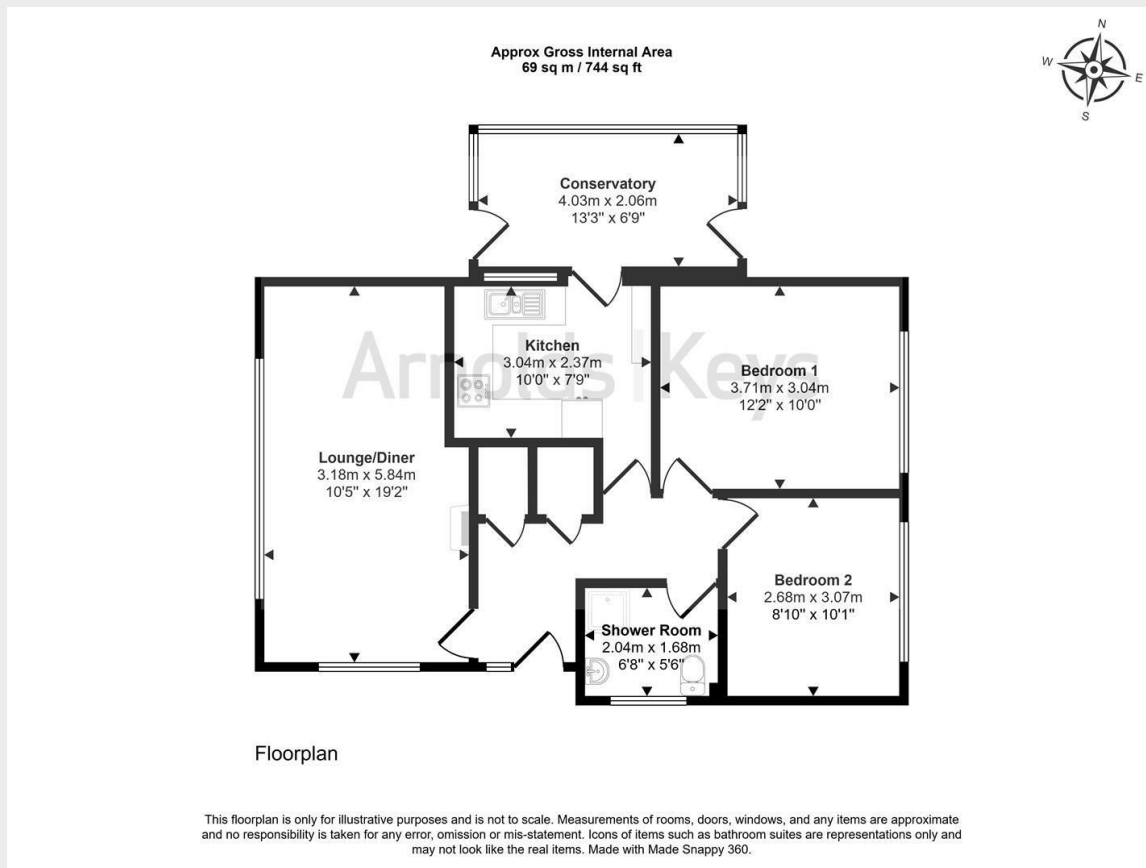 Approx Gross Internal Area
69 sq m / 744 sq ft
N
W
E
S
Conservatory
4.03m x 2.06m
13'3" x 6'9"
Kitchen
3.04m x 2.37m
10'0" x 7'9"
Arnolds | Keys
Bedroom 1
3.71m x 3.04m
12'2" x 10'0"
Lounge/Diner
3.18m x 5.84m
10'5" x 19'2"
Bedroom 2
2.68m x 3.07m
8'10" x 10'1"
Shower Room
2.04m x 1.68m
6'8" x 5'6"
Floorplan
This floorplan is only for illustrative purposes and is not to scale. Measurements of rooms, doors, windows, and any items are approximate
and no responsibility is taken for any error, omission or mis-statement. Icons of items such as bathroom suites are representations only and
may not look like the real items. Made with Made Snappy 360.